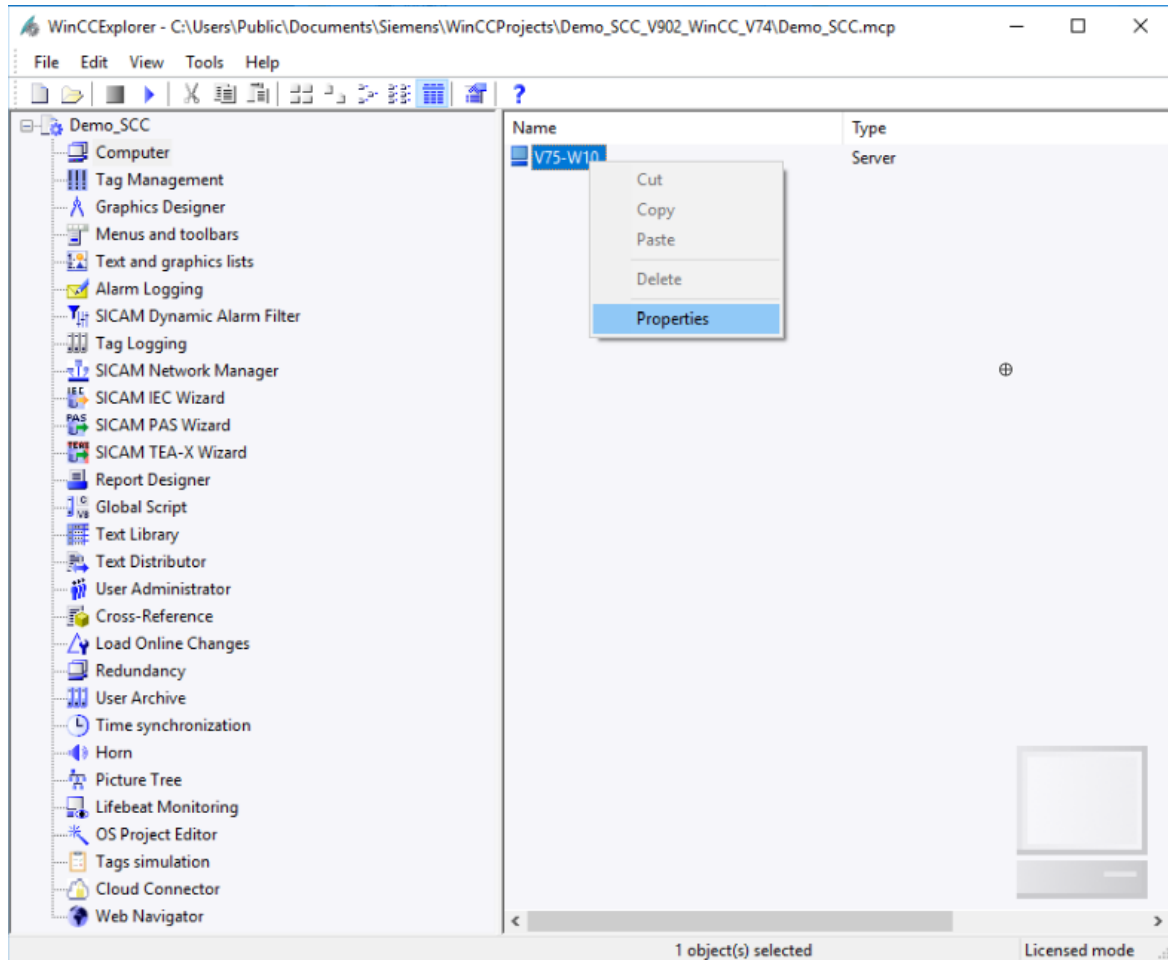 WinCCExplorer - C:\Users\Public\Documents\Siemens\WinCCProjects\Demo_SCC_V902_WinCC_V74\Demo_SCC.mcp
File Edit View Tools Help
Demo_SCC
Computer
Tag Management
Graphics Designer
Menus and toolbars
Text and graphics lists
Alarm Logging
SICAM Dynamic Alarm Filter
Tag Logging
SICAM Network Manager
SICAM IEC Wizard
SICAM PAS Wizard
SICAM TEA-X Wizard
Report Designer
Global Script
Text Library
Text Distributor
User Administrator
Cross-Reference
Load Online Changes
Redundancy
User Archive
Time synchronization
Horn
Picture Tree
Lifebeat Monitoring
OS Project Editor
Tags simulation
Cloud Connector
Web Navigator
Name Type
V75-W10 Server
Cut
Copy
Paste
Delete
Properties
1 object(s) selected Licensed mode